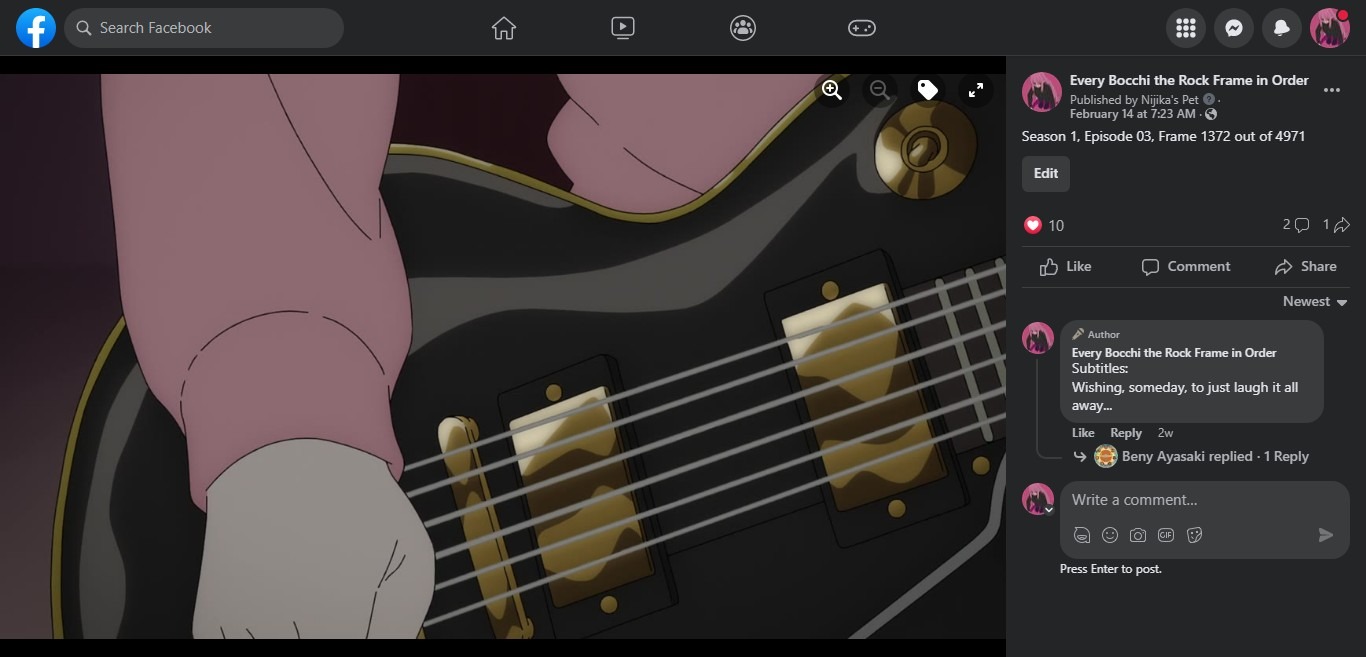 Search Facebook
Every Bocchi the Rock Frame in Order
Published by Nijika's Pet ·
February 14 at 7:23 AM ·
Season 1, Episode 03, Frame 1372 out of 4971
Edit
10
2
1
Like
Comment
Share
Newest
Author
Every Bocchi the Rock Frame in Order
Subtitles:
Wishing, someday, to just laugh it all
away...
Like Reply 2w
Beny Ayasaki replied · 1 Reply
Write a comment...
GIF
Press Enter to post.